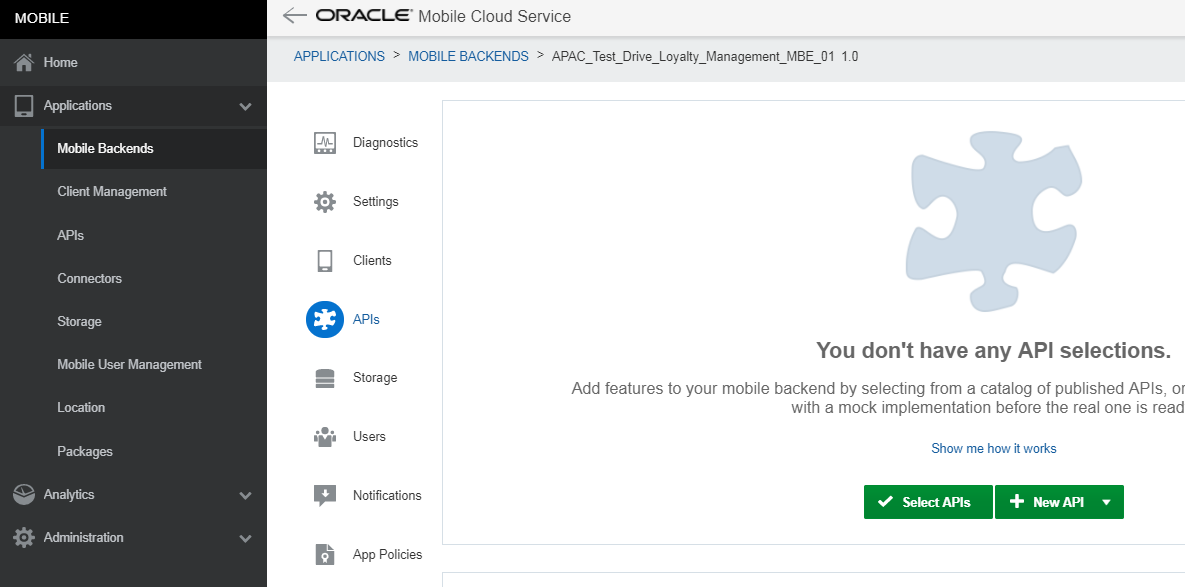 MOBILE
Home
Applications
Mobile Backends
Client Management
APIs
Connectors
Storage
Mobile User Management
Location
Packages
Analytics
Administration
ORACLE® Mobile Cloud Service
APPLICATIONS > MOBILE BACKENDS > APAC_Test_Drive_Loyalty_Management_MBE_01 1.0
Diagnostics
Settings
Clients
APIs
Storage
Users
Notifications
App Policies
You don't have any API selections.
Add features to your mobile backend by selecting from a catalog of published APIs, or
with a mock implementation before the real one is read
Show me how it works
Select APIs
New API